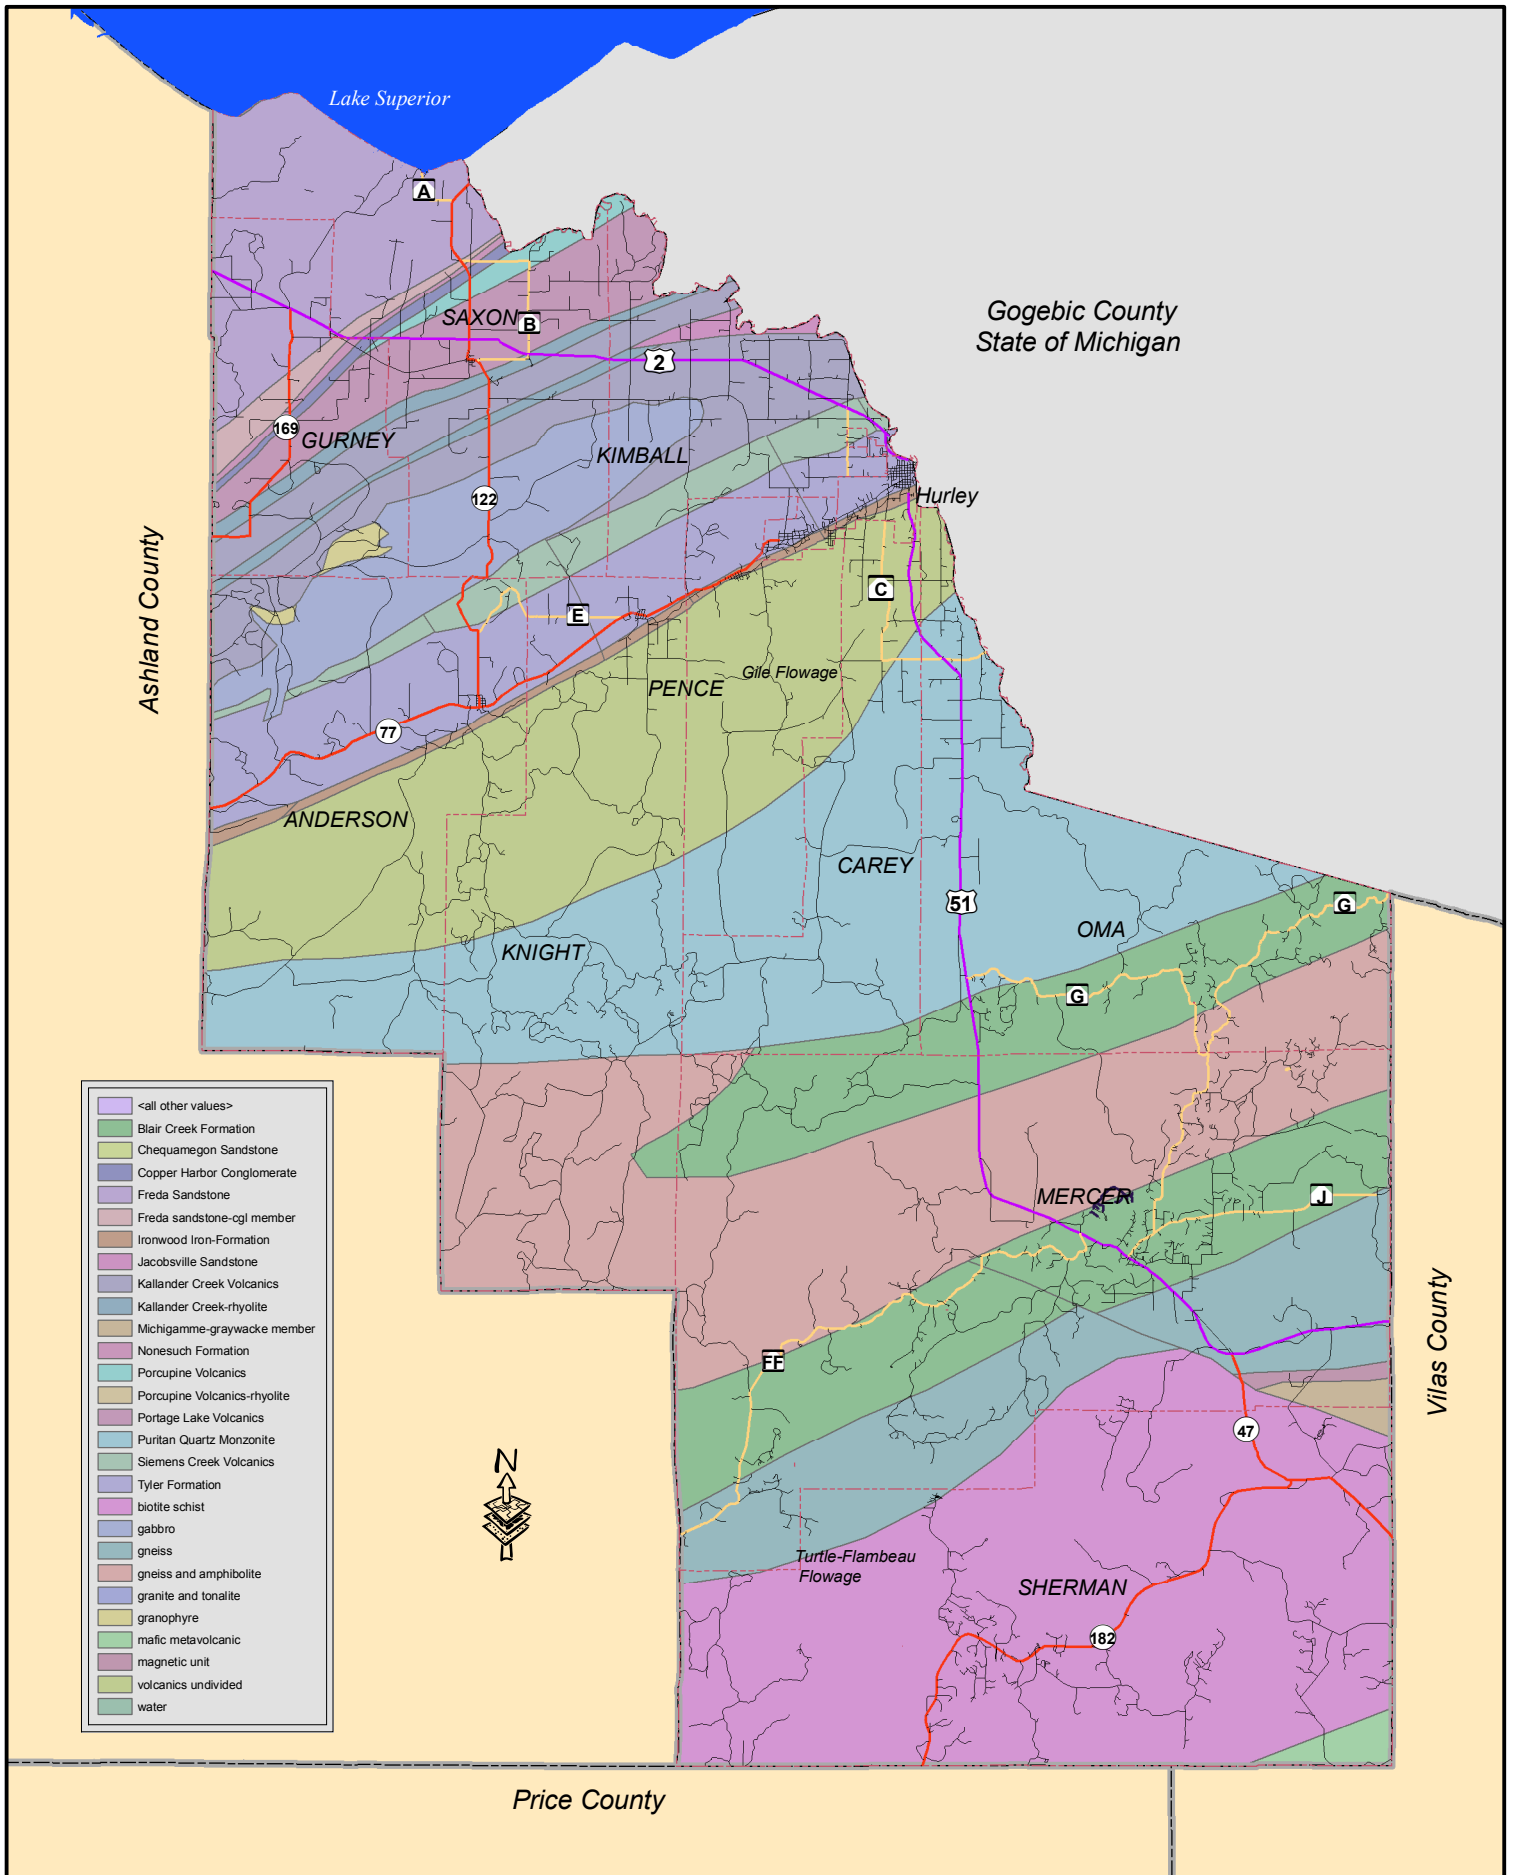 Lake Superior
A
Gogebic County
State of Michigan
SAXON
B
2
169
GURNEY
KIMBALL
122
Hurley
Ashland County
C
E
Gile Flowage
PENCE
77
ANDERSON
CAREY
51
G
OMA
KNIGHT
G
MERCER
J
Vilas County
FF
47
N
Turtle-Flambeau
Flowage
SHERMAN
182
Price County
<all other values>
Blair Creek Formation
Chequamegon Sandstone
Copper Harbor Conglomerate
Freda Sandstone
Freda sandstone-cgl member
Ironwood Iron-Formation
Jacobsville Sandstone
Kallander Creek Volcanics
Kallander Creek-rhyolite
Michigamme-graywacke member
Nonesuch Formation
Porcupine Volcanics
Porcupine Volcanics-rhyolite
Portage Lake Volcanics
Puritan Quartz Monzonite
Siemens Creek Volcanics
Tyler Formation
biotite schist
gabbro
gneiss
gneiss and amphibolite
granite and tonalite
granophyre
mafic metavolcanic
magnetic unit
volcanics undivided
water